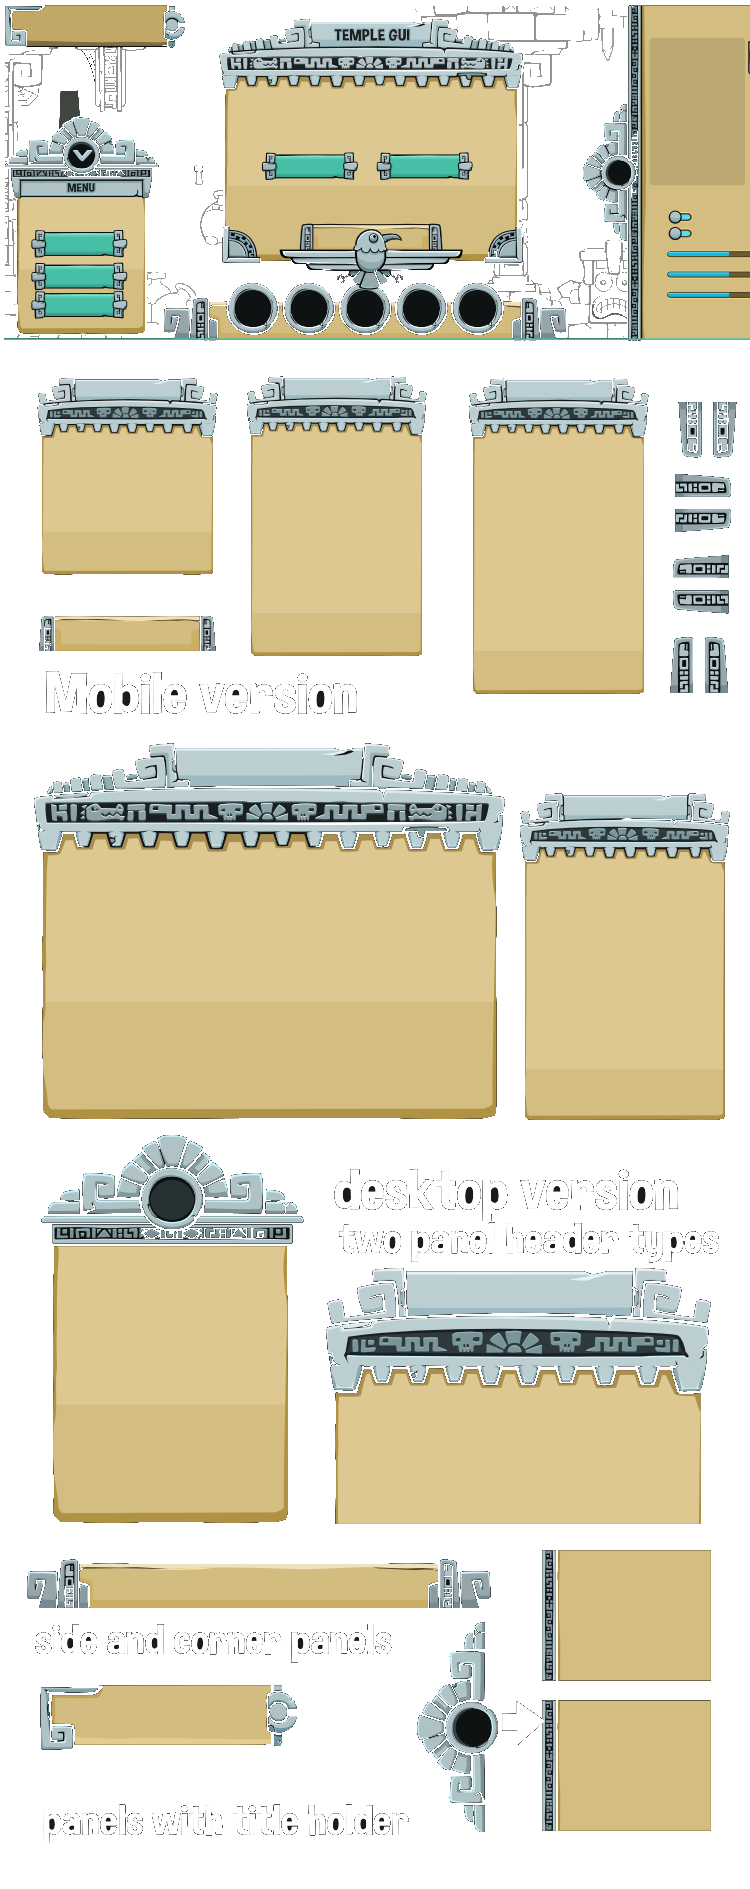 TEMPLE GUI
MENU
Mobile version
desktop version
two panel header types
side and corner panels
panels with title holder